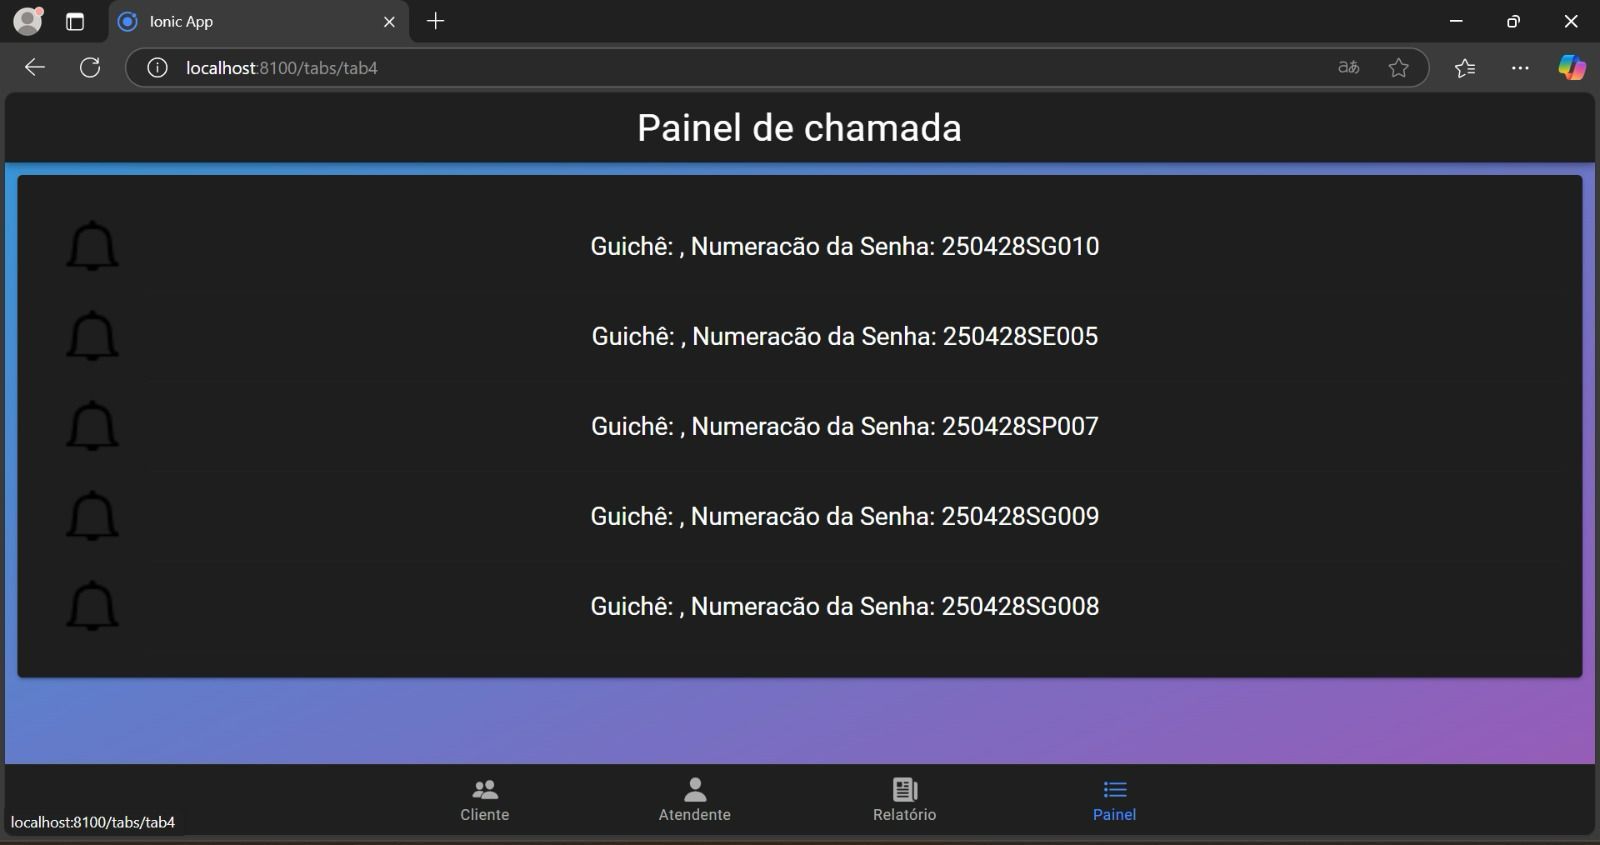 Ionic App
localhost:8100/tabs/tab4
aあ
Painel de chamada
Guichê: , Numeracão da Senha: 250428SG010
Guichê: , Numeracão da Senha: 250428SE005
Guichê: , Numeracão da Senha: 250428SP007
Guichê: , Numeracão da Senha: 250428SG009
Guichê: , Numeracão da Senha: 250428SG008
Cliente
Atendente
Relatório
Painel
localhost:8100/tabs/tab4